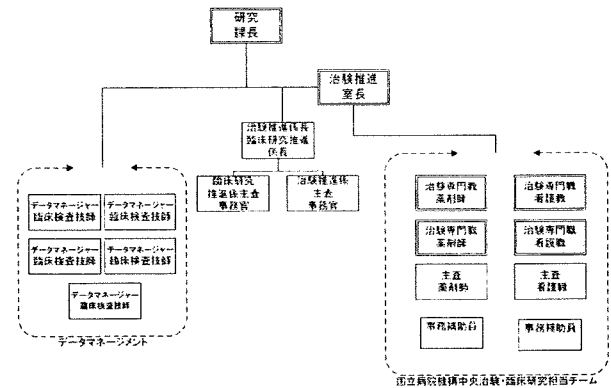 研究
課長
治験推進
室長
治験推進係長
臨床研究推進
係長
臨床研究
推進係主査
事務官
治験推進係
主査
事務官
データマネージャー
臨床検査技師
データマネージャー
臨床検査技師
データマネージャー
臨床検査技師
データマネージャー
臨床検査技師
データマネージャー
臨床検査技師
データマネージメント
治験専門職
薬剤師
治験専門職
看護職
治験専門職
薬剤師
治験専門職
看護職
主査
薬剤師
主査
看護職
事務補助員
事務補助員
国立病院機構中央治験・臨床研究担当チーム